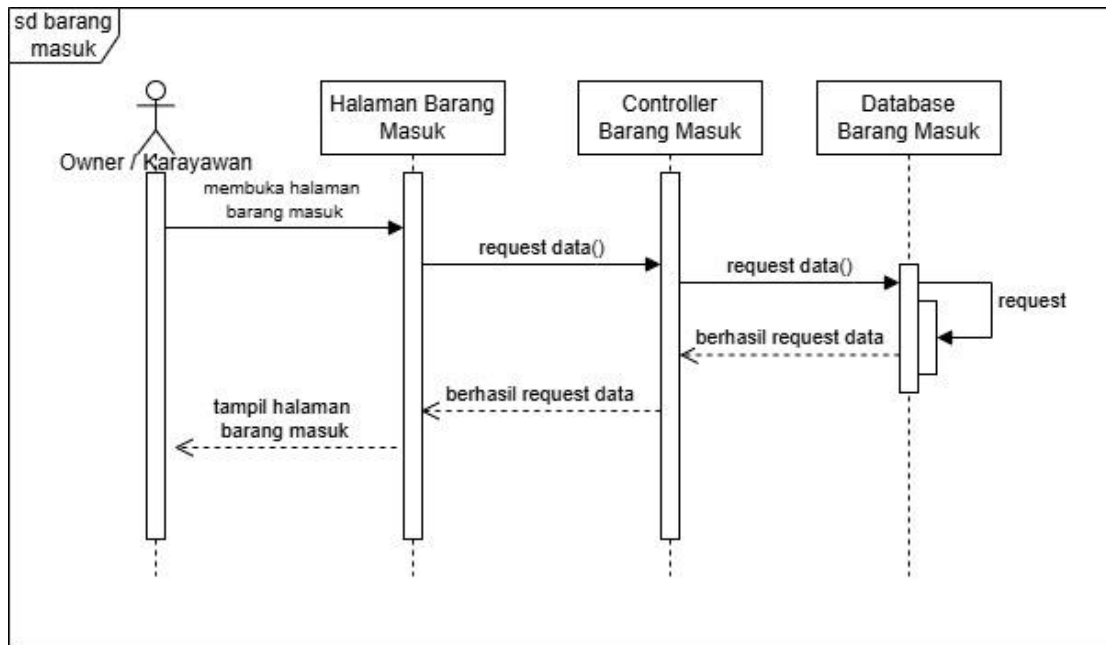 sd barang
masuk
Halaman Barang
Masuk
Controller
Barang Masuk
Database
Barang Masuk
Owner / Karayawan
membuka halaman
barang masuk
request data()
request data()
request
berhasil request data
berhasil request data
tampil halaman
barang masuk